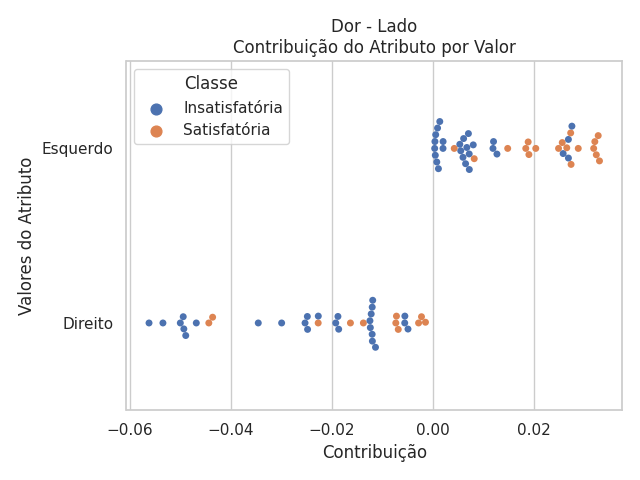 Dor - Lado
Contribuição do Atributo por Valor
Classe
Insatisfatória
Satisfatória
Valores do Atributo
Esquerdo
Direito
−0.06 −0.04 −0.02 0.00 0.02
Contribuição